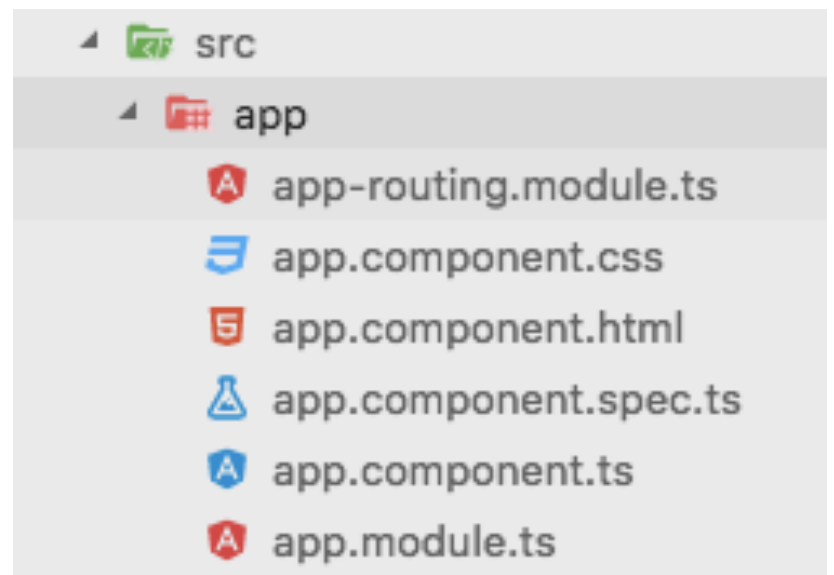 src
app
app-routing.module.ts
app.component.css
app.component.html
app.component.spec.ts
app.component.ts
app.module.ts